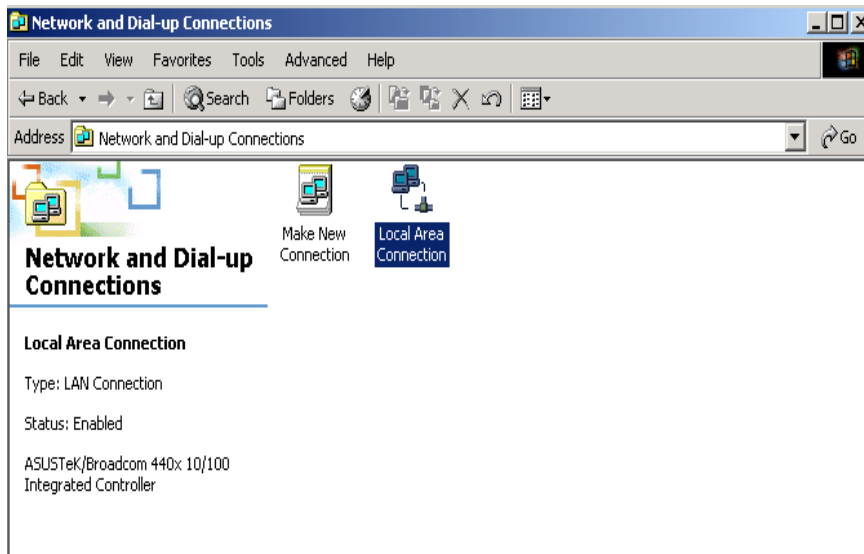 Network and Dial-up Connections
File Edit View Favorites Tools Advanced Help
Back Search Folders
Address Network and Dial-up Connections Go
Make New
Connection
Local Area
Connection
Network and Dial-up
Connections
Local Area Connection
Type: LAN Connection
Status: Enabled
ASUSTeK/Broadcom 440x 10/100
Integrated Controller